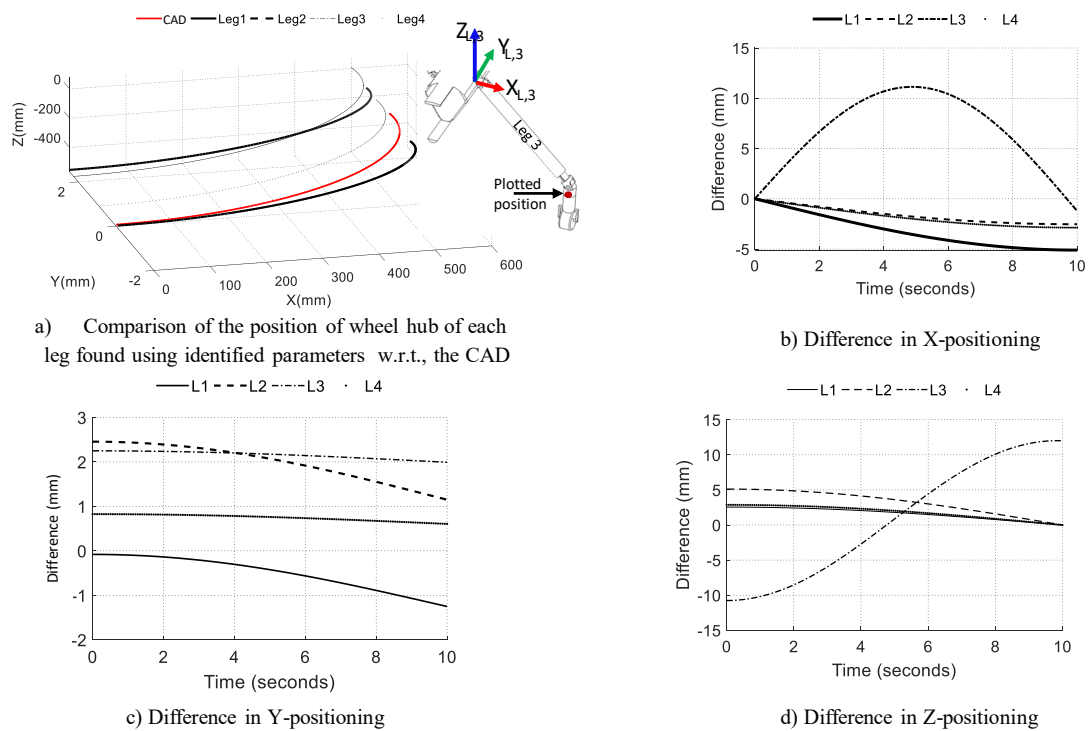 CAD Leg1 Leg2 Leg3 Leg4
Z(mm)
0
-200
-400
2
0
-2
Y(mm)
0
100
200
300
400
500
600
X(mm)
Z L,3
Y L,3
X L,3
Leg 3
Plotted
position
a) Comparison of the position of wheel hub of each
leg found using identified parameters w.r.t., the CAD
L1 L2 L3 L4
Difference (mm)
15
10
5
0
-5
0 2 4 6 8 10
Time (seconds)
b) Difference in X-positioning
L1 L2 L3 L4
Difference (mm)
3
2
1
0
-1
-2
0 2 4 6 8 10
Time (seconds)
c) Difference in Y-positioning
L1 L2 L3 L4
Difference (mm)
15
10
5
0
-5
-10
-15
0 2 4 6 8 10
Time (seconds)
d) Difference in Z-positioning